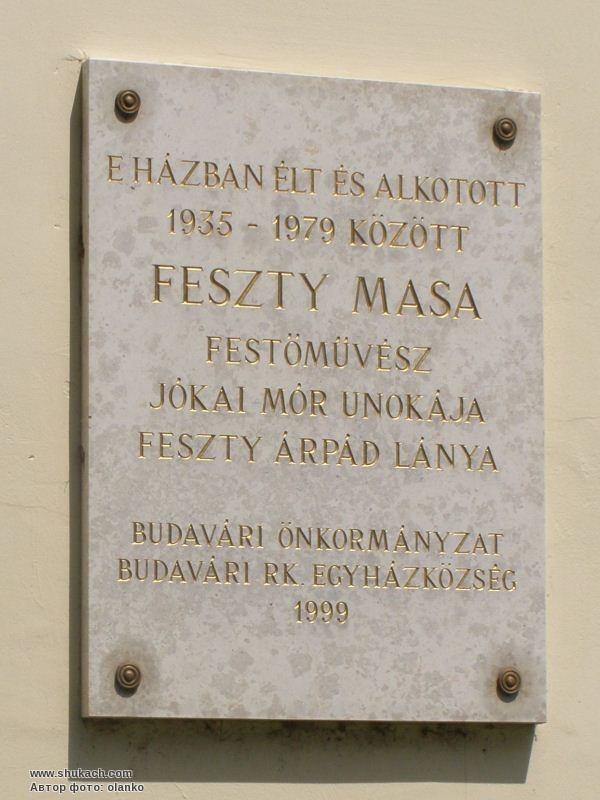 E HÁZBAN ÉLT ÉS ALKOTOTT
1935 - 1979 KÖZÖTT
FESZTY MASA
FESTÖMÜVÉSZ
JÓKAI MÓR UNOKÁJA
FESZTY ÁRPÁD LÁNYA
BUDAVÁRI ÖNKORMÁNYZAT
BUDAVÁRI RK. EGYHÁZKÖZSÉG
1999
www.shukach.com
Автор фото: olanko